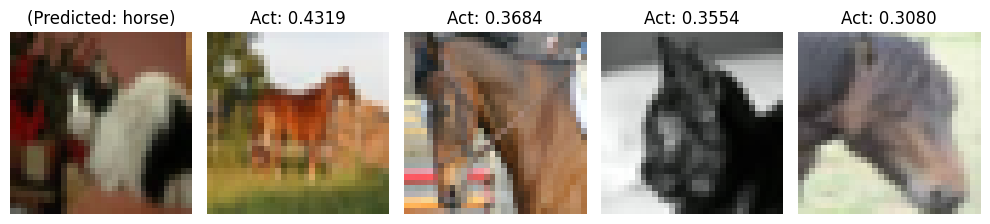 (Predicted: horse)
Act: 0.4319
Act: 0.3684
Act: 0.3554
Act: 0.3080